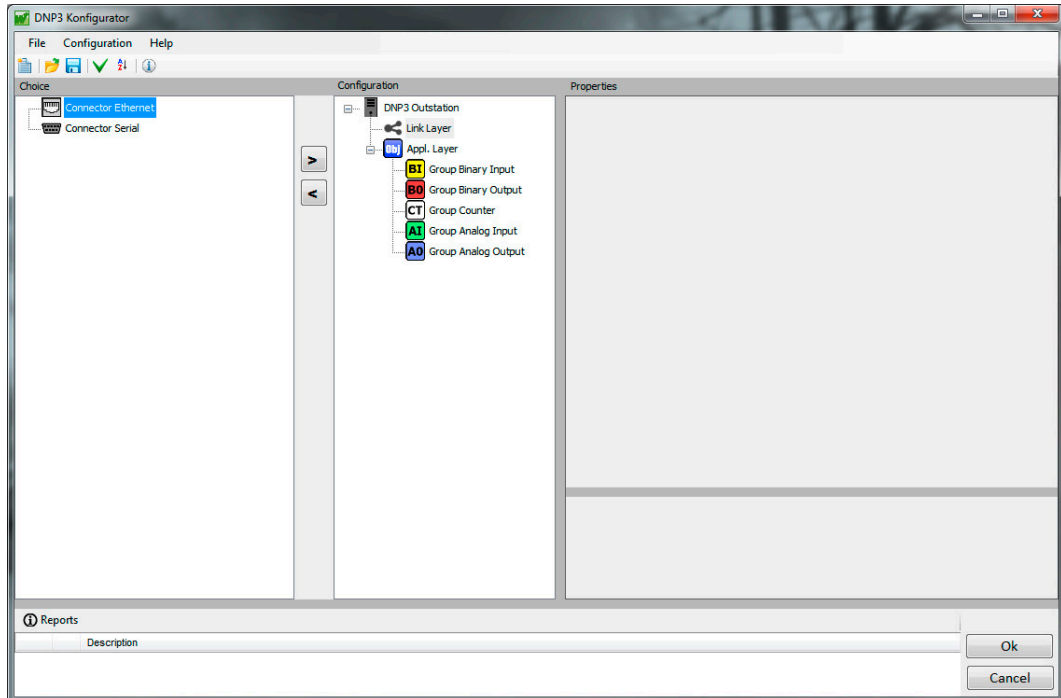 DNP3 Konfigurator
File Configuration Help
Choice
Connector Ethernet
Connector Serial
>
<
Configuration
DNP3 Outstation
Link Layer
Obj Appl. Layer
BI Group Binary Input
BO Group Binary Output
CT Group Counter
AI Group Analog Input
AO Group Analog Output
Properties
Reports
Description
Ok
Cancel